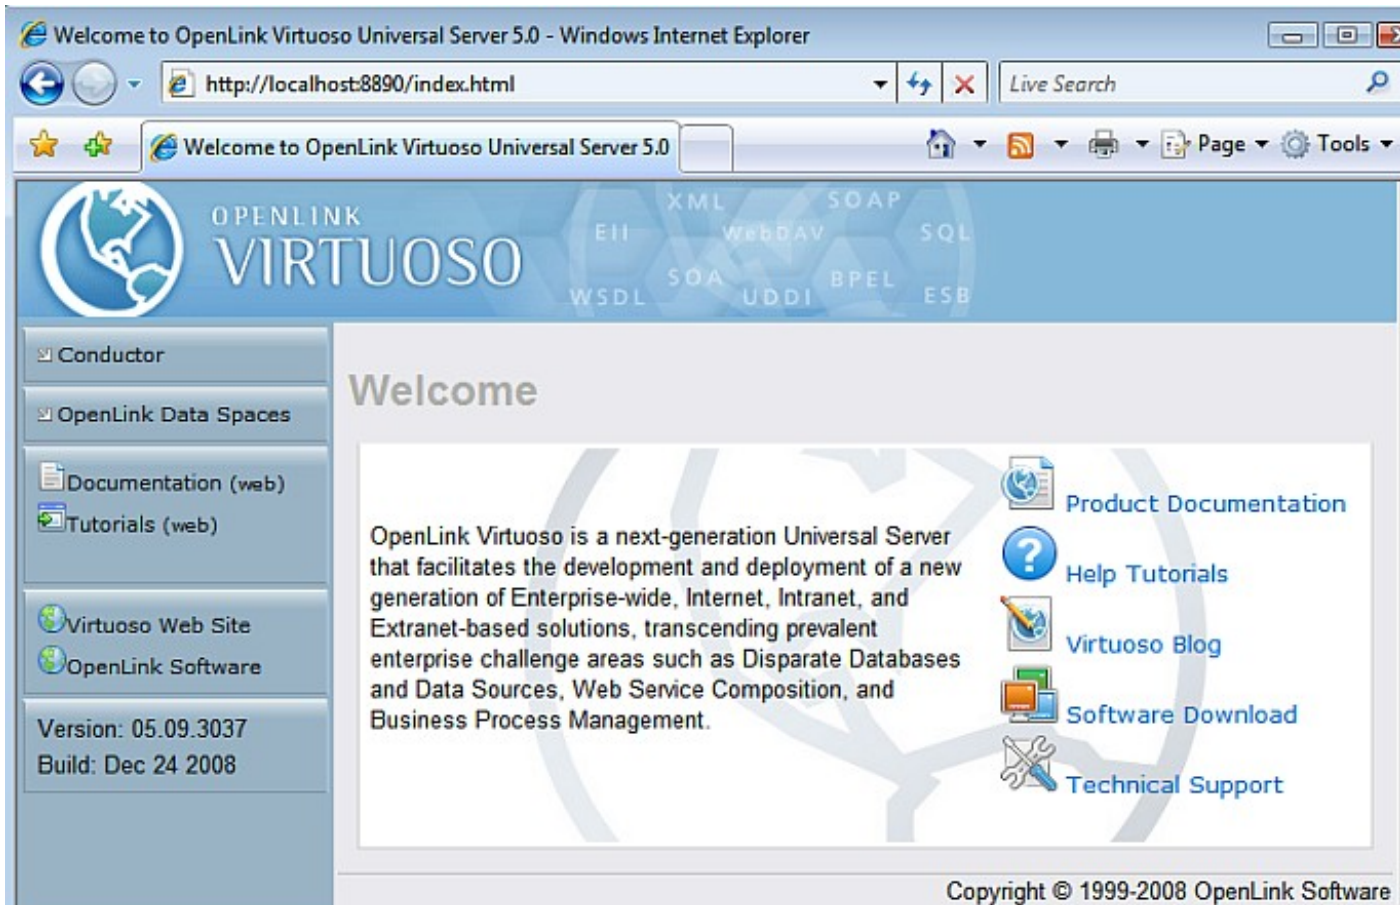 Welcome to OpenLink Virtuoso Universal Server 5.0 - Windows Internet Explorer
http://localhost:8890/index.html
Live Search
Welcome to OpenLink Virtuoso Universal Server 5.0
Page
Tools
OPENLINK
VIRTUOSO
XML SOAP
EII WebDAV SQL
SOA BPEL
WSDL UDDI ESB
Conductor
OpenLink Data Spaces
Documentation (web)
Tutorials (web)
Virtuoso Web Site
OpenLink Software
Version: 05.09.3037
Build: Dec 24 2008
Welcome
OpenLink Virtuoso is a next-generation Universal Server
that facilitates the development and deployment of a new
generation of Enterprise-wide, Internet, Intranet, and
Extranet-based solutions, transcending prevalent
enterprise challenge areas such as Disparate Databases
and Data Sources, Web Service Composition, and
Business Process Management.
Product Documentation
Help Tutorials
Virtuoso Blog
Software Download
Technical Support
Copyright © 1999-2008 OpenLink Software